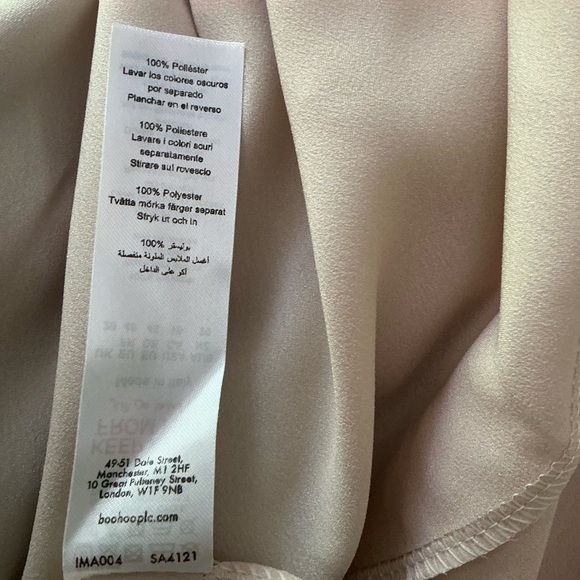 100% Poliéster
Lavar los colores oscuros
por separado
Planchar en el reverso
100% Poliestere
Lavare i colori scuri
separatamente
Stirare sul rovescio
100% Polyester
Tvätta mörka färger separat
Stryk ut och in
بوليستر %100
أغسل الملابس الملونة منفصلة
أكو على الداخل
49-51 Dale Street,
Manchester, M1 2HF
10 Great Pulteney Street,
London, W1F 9NB
boohooplc.com
IMA004 SA4121